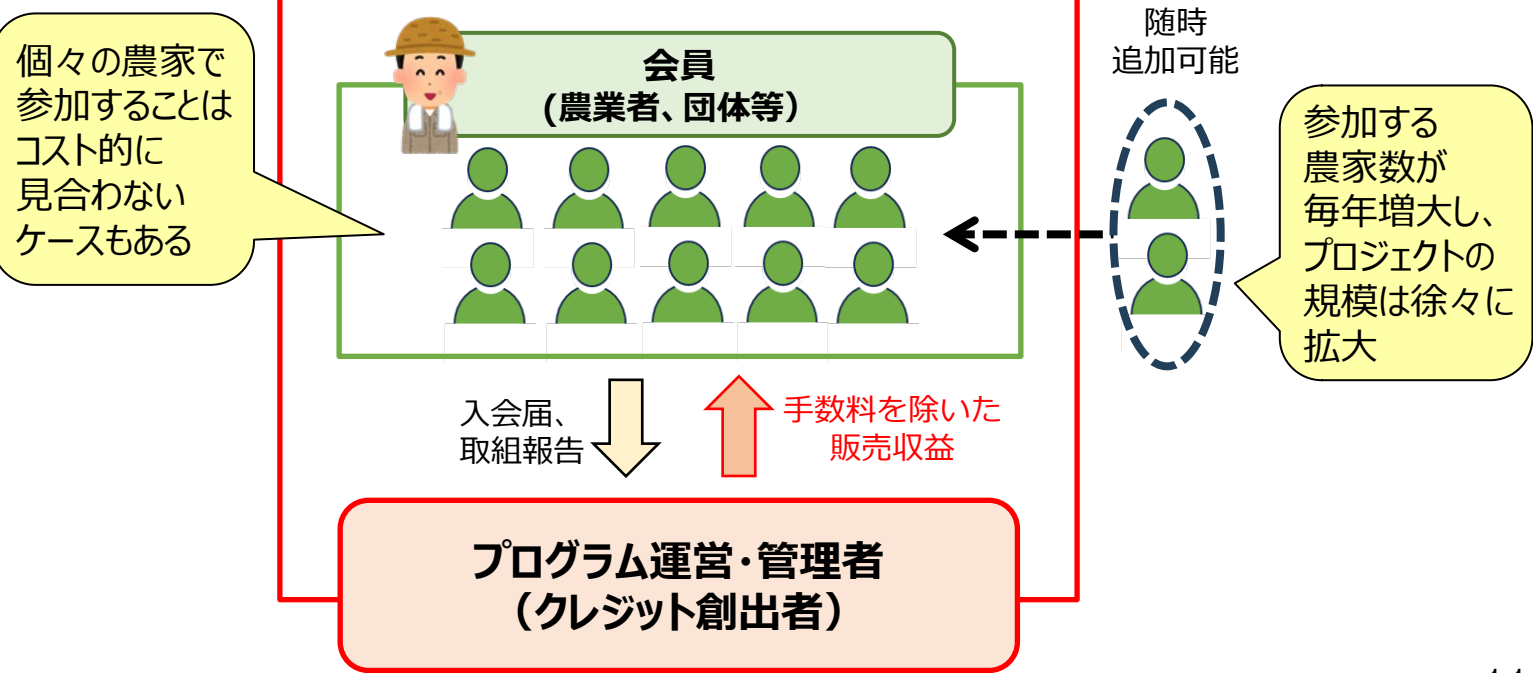 個々の農家で
参加することは
コスト的に
見合わない
ケースもある
会員
(農業者、団体等）
随時
追加可能
参加する
農家数が
毎年増大し、
プロジェクトの
規模は徐々に
拡大
入会届、
取組報告
手数料を除いた
販売収益
プログラム運営・管理者
（クレジット創出者）